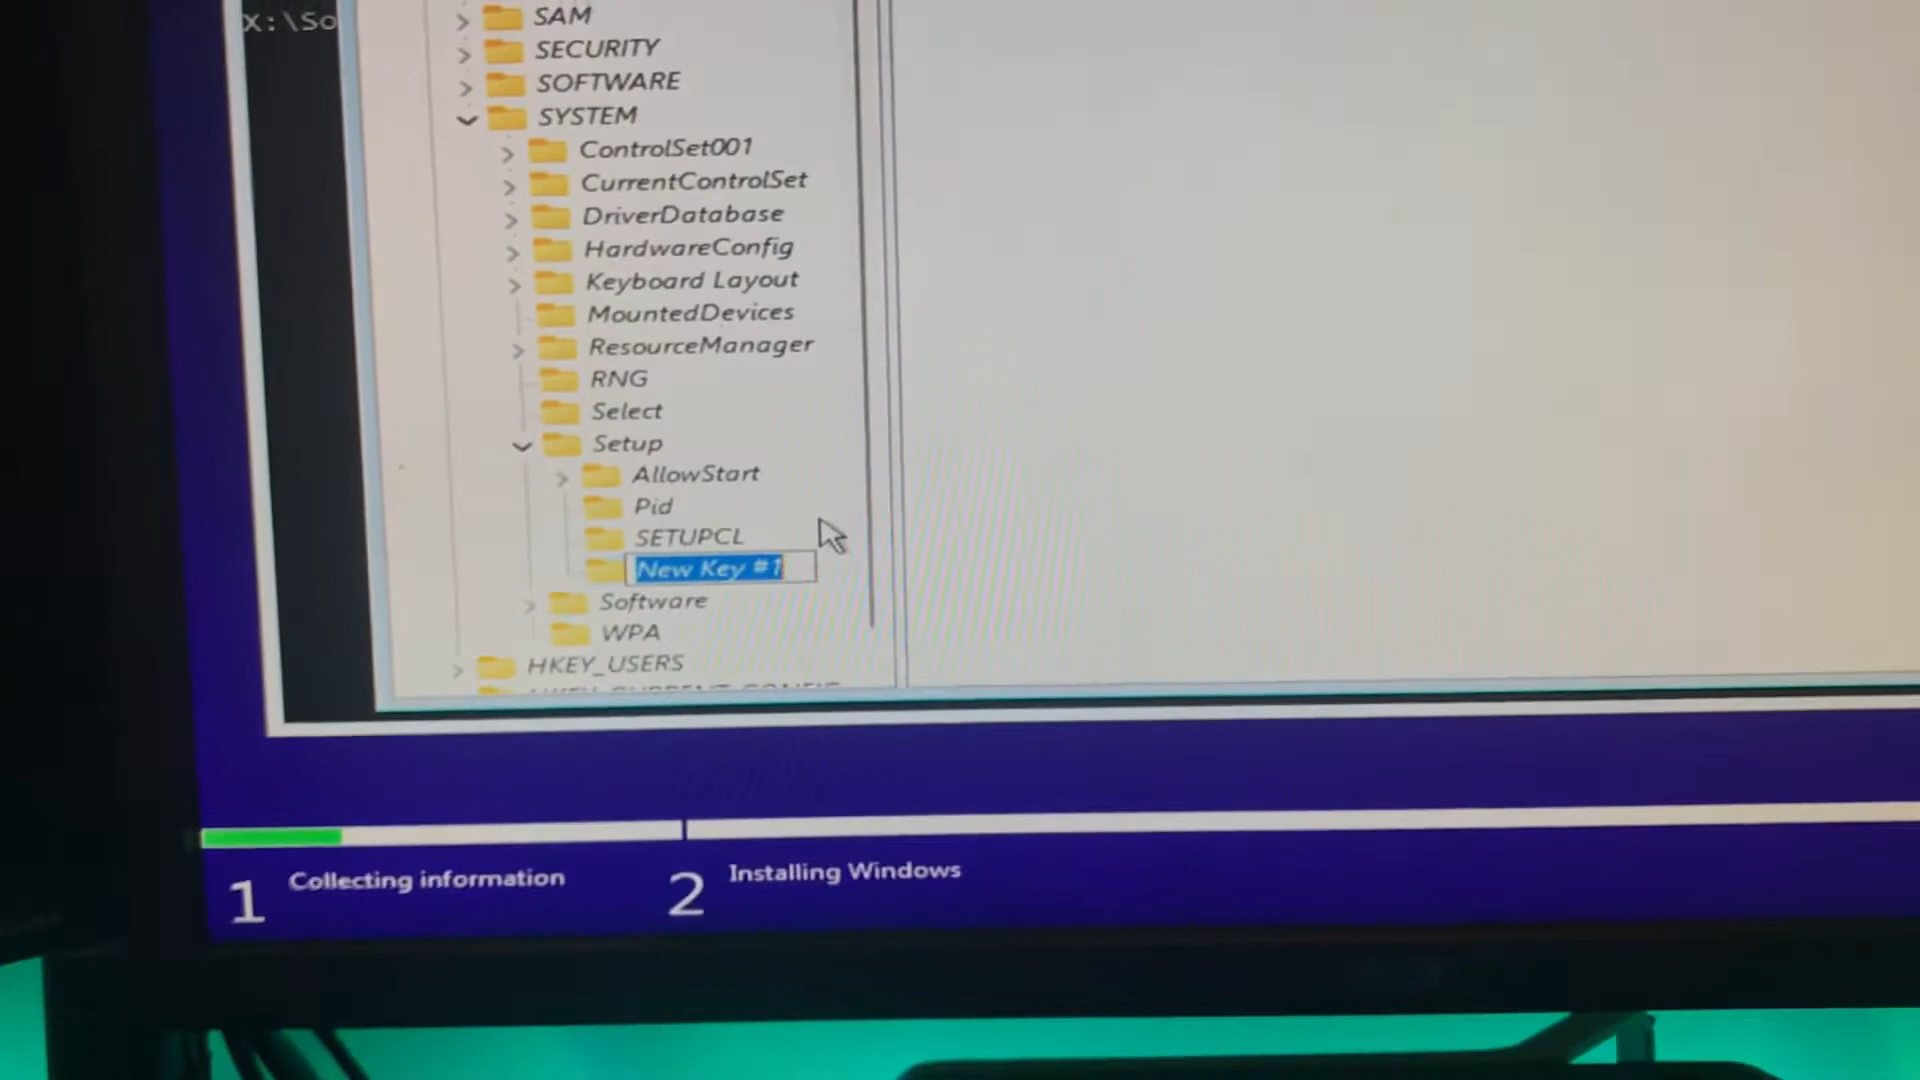 X:\So
SAM
SECURITY
SOFTWARE
SYSTEM
ControlSet001
CurrentControlSet
DriverDatabase
HardwareConfig
Keyboard Layout
MountedDevices
ResourceManager
RNG
Select
Setup
AllowStart
Pid
SETUPCL
New Key #1
Software
WPA
HKEY_USERS
1 Collecting information
2 Installing Windows